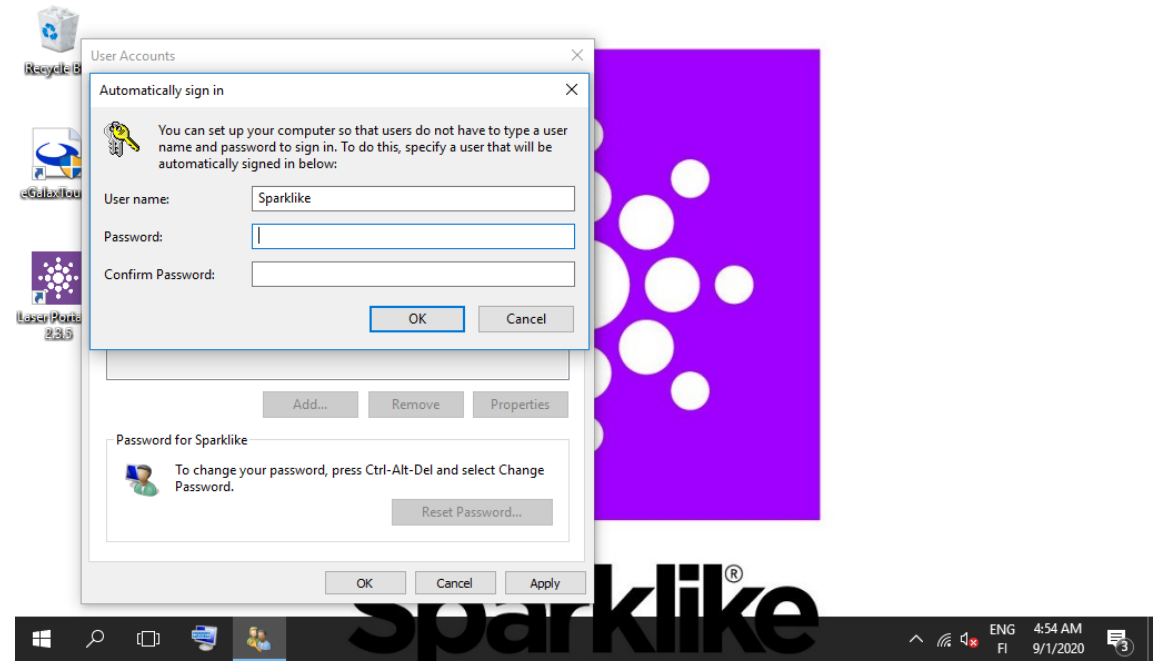 Recycle B
eGalaxTou
Laser Porta
2.3.5
User Accounts
Automatically sign in
You can set up your computer so that users do not have to type a user
name and password to sign in. To do this, specify a user that will be
automatically signed in below:
User name:
Sparklike
Password:
Confirm Password:
OK
Cancel
Add...
Remove
Properties
Password for Sparklike
To change your password, press Ctrl-Alt-Del and select Change
Password.
Reset Password...
OK
Cancel
Apply
Sparklike®
ENG
FI
4:54 AM
9/1/2020
3